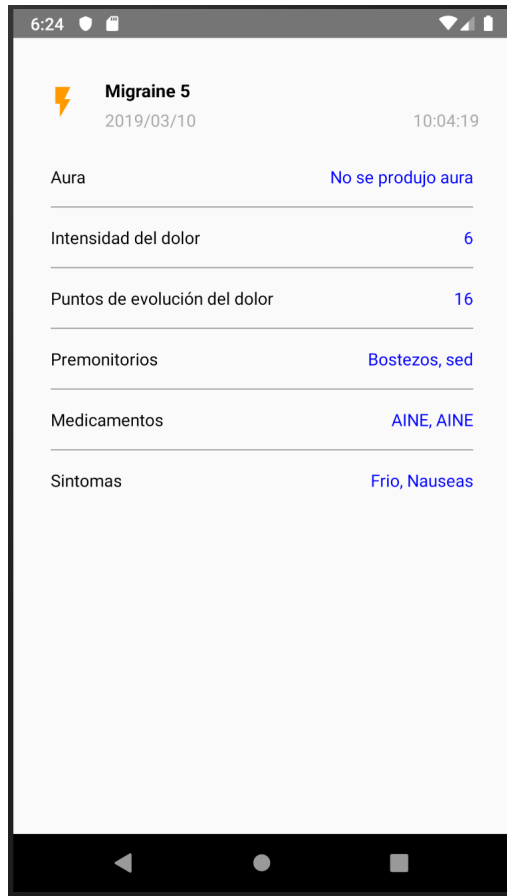 6:24
Migraine 5
2019/03/10 10:04:19
Aura No se produjo aura
Intensidad del dolor 6
Puntos de evolución del dolor 16
Premonitorios Bostezos, sed
Medicamentos AINE, AINE
Sintomas Frio, Nauseas